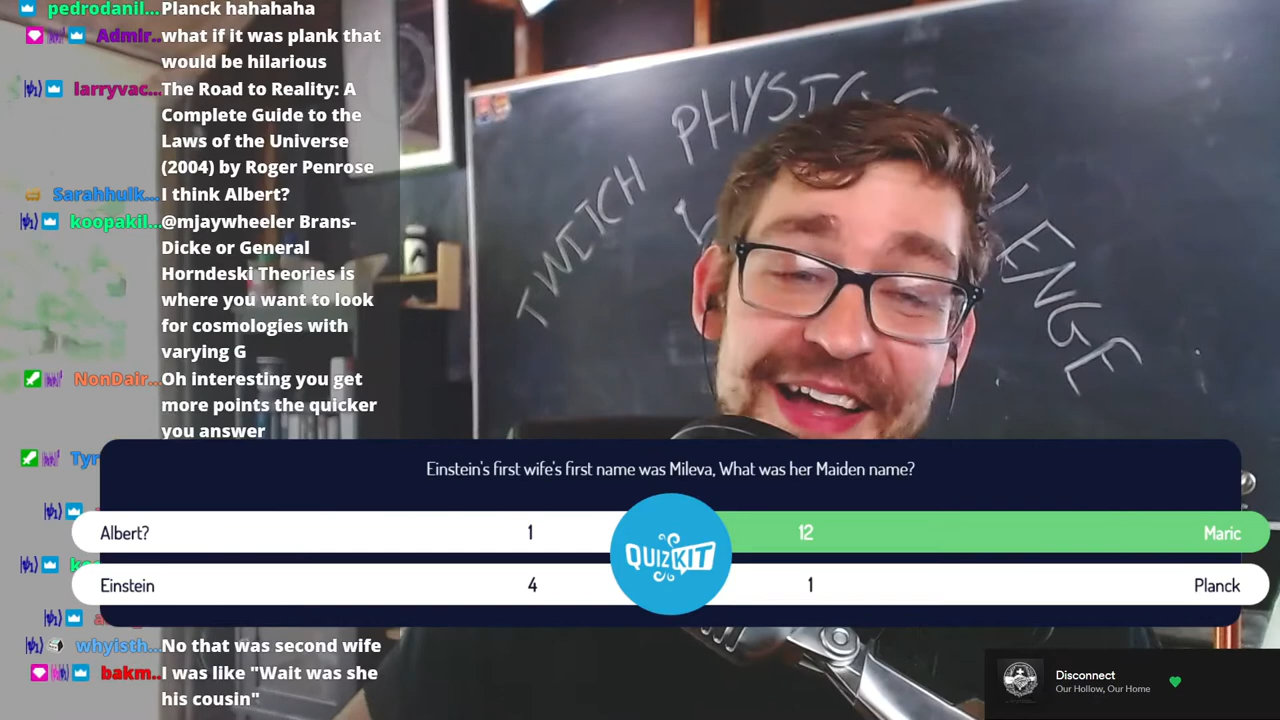 pedrodanil...Planck hahahaha
Admir..what if it was plank that
would be hilarious
larryvac...The Road to Reality: A
Complete Guide to the
Laws of the Universe
(2004) by Roger Penrose
Sarahhulk...I think Albert?
koopakil...@mjaywheeler Brans-
Dicke or General
Horndeski Theories is
where you want to look
for cosmologies with
varying G
NonDair...Oh interesting you get
more points the quicker
you answer
Tyr
whyisth...No that was second wife
bakm..I was like "Wait was she
his cousin"
TWITCH PHYSICS
Einstein's first wife's first name was Mileva, What was her Maiden name?
Albert? 1
12 Maric
Einstein 4
1 Planck
QUIZKIT
Disconnect
Our Hollow, Our Home